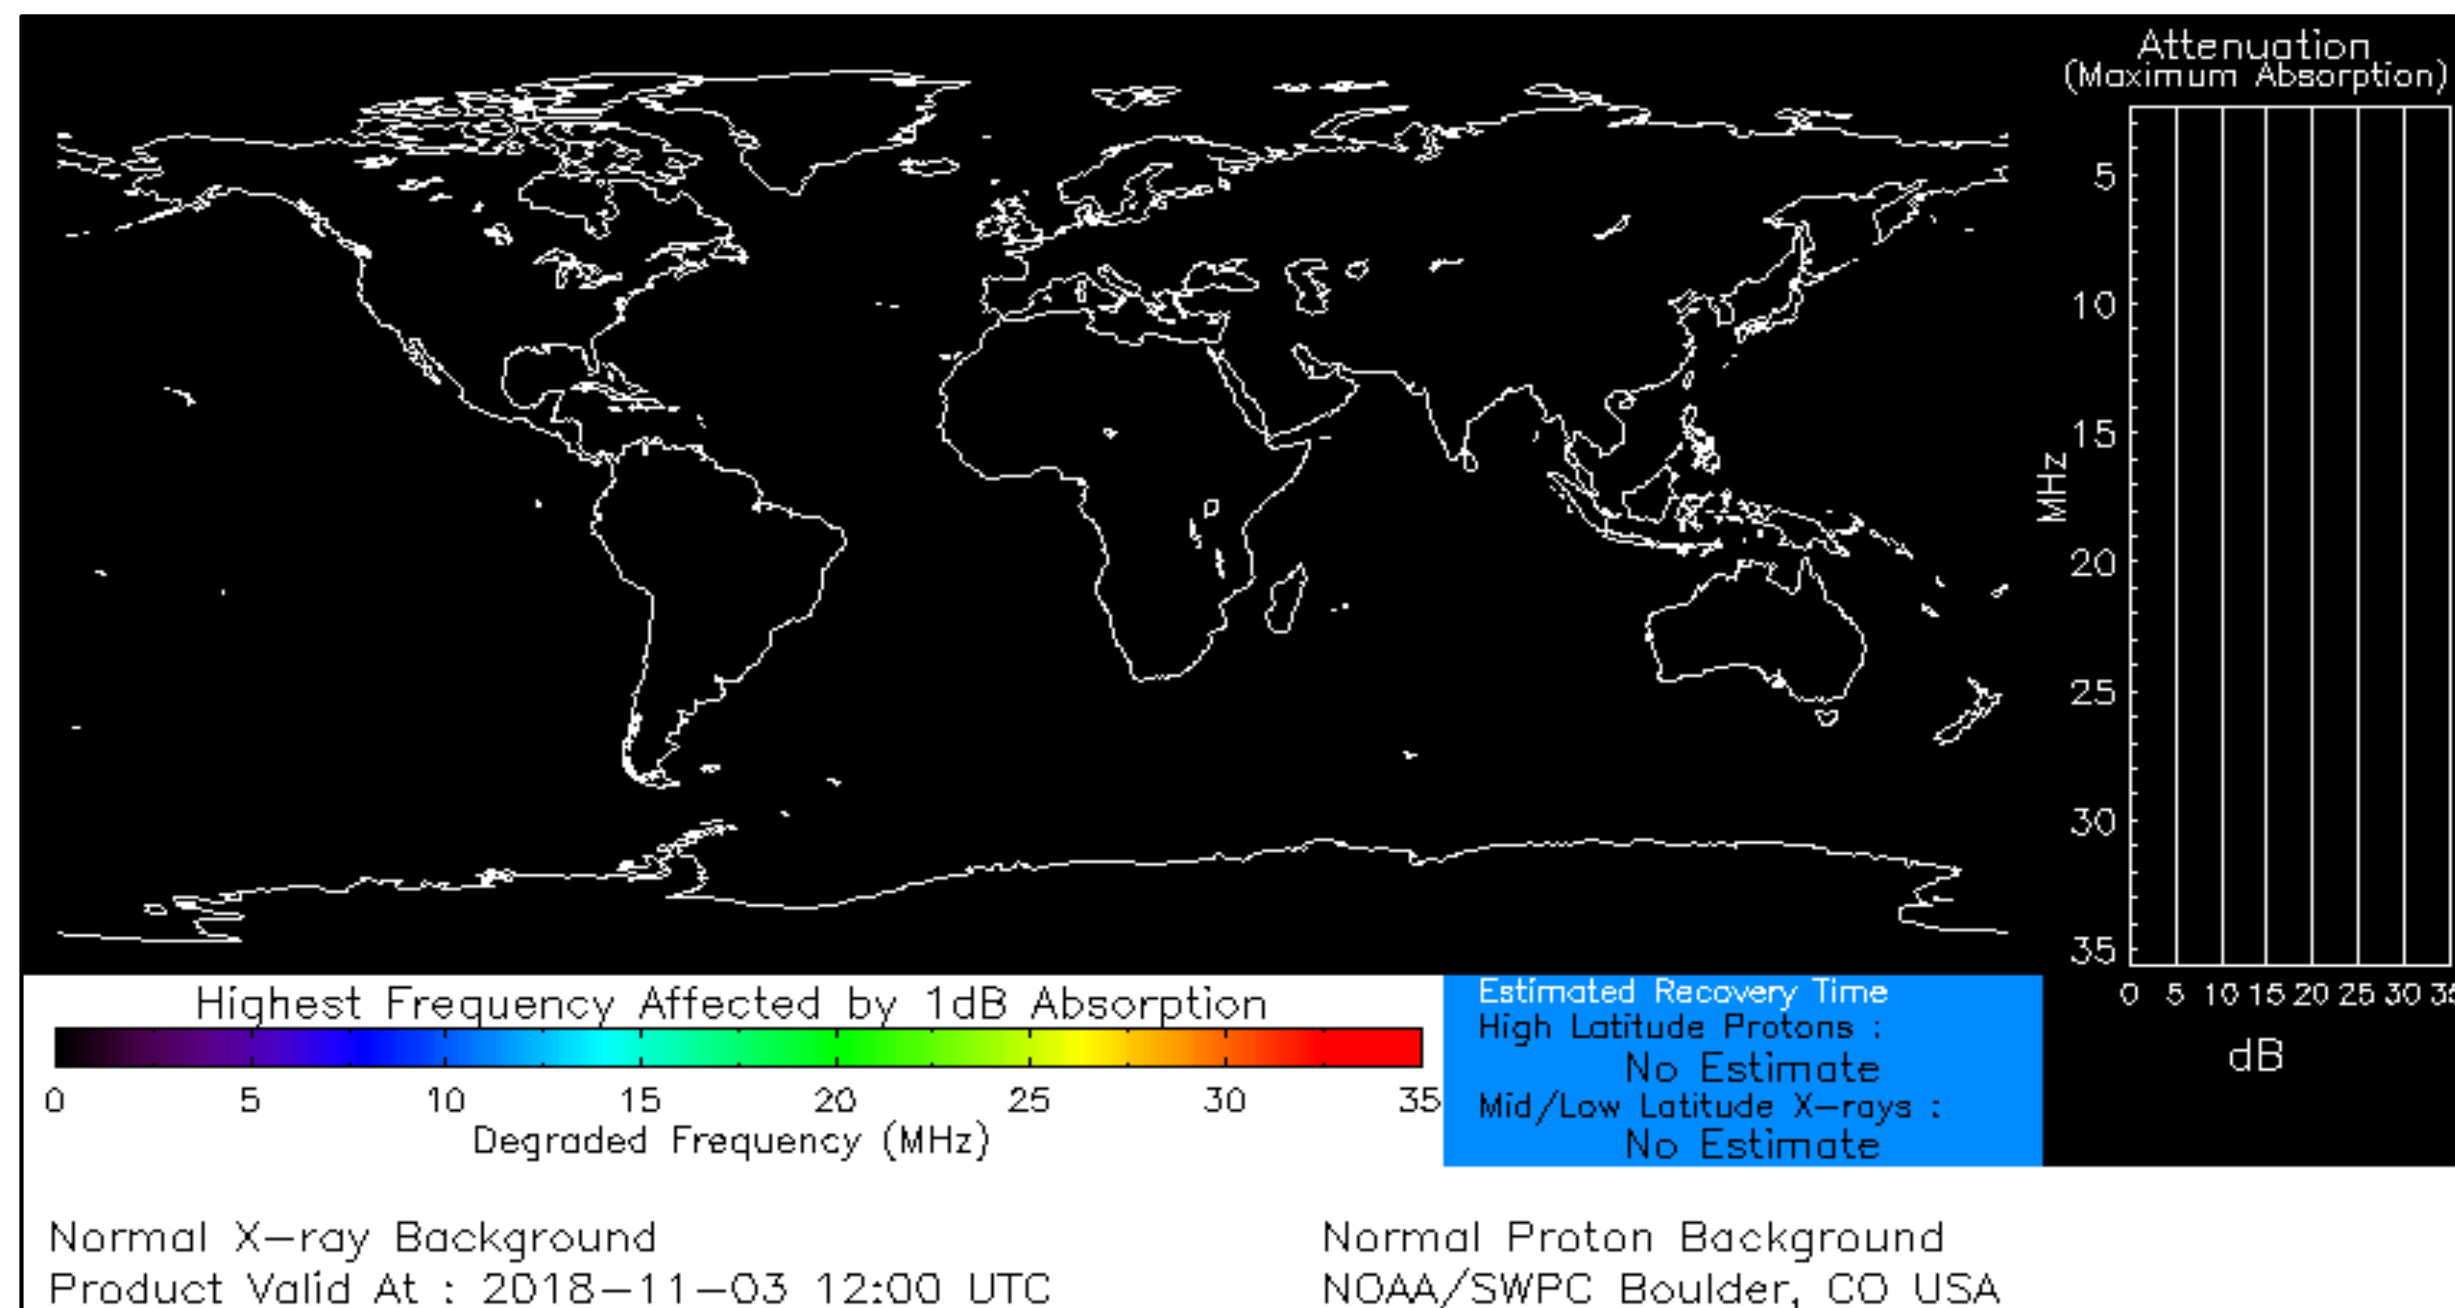 Attenuation
(Maximum Absorption)
5
10
15
20
25
30
35
MHz
0 5 10 15 20 25 30
dB
Highest Frequency Affected by 1dB Absorption
0 5 10 15 20 25 30 35
Degraded Frequency (MHz)
Estimated Recovery Time
High Latitude Protons :
No Estimate
Mid/Low Latitude X-rays :
No Estimate
Normal X-ray Background
Normal Proton Background
Product Valid At : 2018-11-03 12:00 UTC
NOAA/SWPC Boulder, CO USA